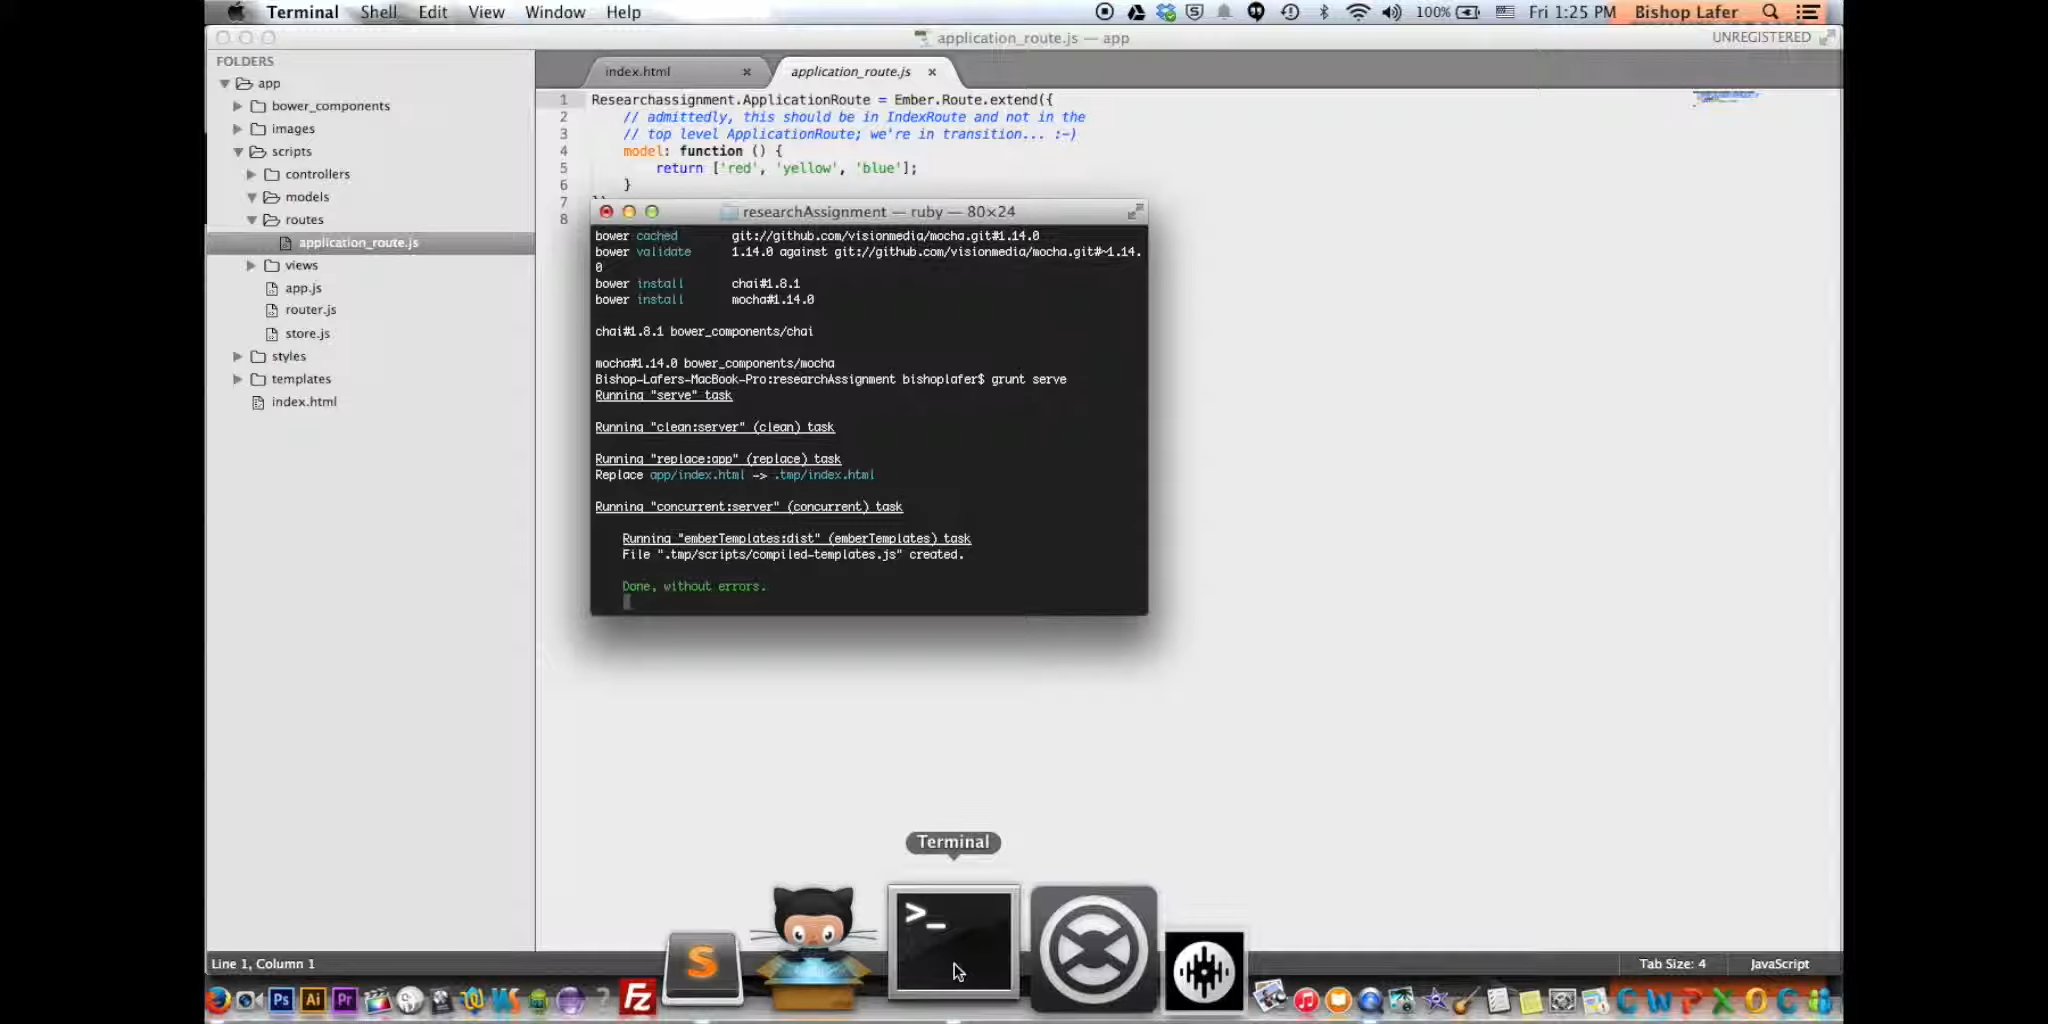 Terminal Shell Edit View Window Help 100% Fri 1:25 PM Bishop Lafer
application_route.js — app UNREGISTERED
FOLDERS
app
bower_components
images
scripts
controllers
models
routes
application_route.js
views
app.js
router.js
store.js
styles
templates
index.html
index.html × application_route.js ×
1 Researchassignment.ApplicationRoute = Ember.Route.extend({
2 // admittedly, this should be in IndexRoute and not in the
3 // top level ApplicationRoute; we're in transition... :-)
4 model: function () {
5 return ['red', 'yellow', 'blue'];
6 }
7
8
researchAssignment — ruby — 80×24
bower cached git://github.com/visionmedia/mocha.git#1.14.0
bower validate 1.14.0 against git://github.com/visionmedia/mocha.git#~1.14.
0
bower install chai#1.8.1
bower install mocha#1.14.0
chai#1.8.1 bower_components/chai
mocha#1.14.0 bower_components/mocha
Bishop-Lafers-MacBook-Pro:researchAssignment bishoplafer$ grunt serve
Running "serve" task
Running "clean:server" (clean) task
Running "replace:app" (replace) task
Replace app/index.html -> .tmp/index.html
Running "concurrent:server" (concurrent) task
Running "emberTemplates:dist" (emberTemplates) task
File ".tmp/scripts/compiled-templates.js" created.
Done, without errors.
Terminal
>_
S
Line 1, Column 1 Tab Size: 4 JavaScript
Ps Ai Pr Fz